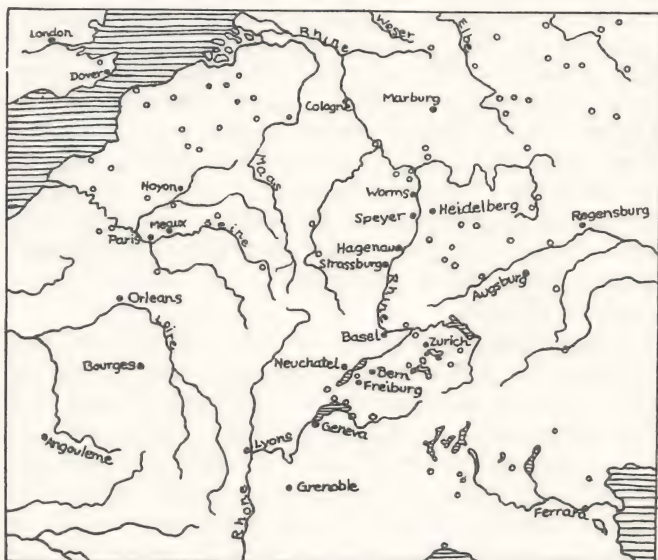 London
Dover
Rhine
Weser
Elbe
Cologne
Marburg
Noyon
Maas
Worms
Speyer
Heidelberg
Regensburg
Paris
Meaux
Seine
Hagenau
Strassburg
Rhine
Augsburg
Orleans
Loire
Basel
Zurich
Bourges
Neuchatel
Bern
Freiburg
Angouleme
Lyons
Geneva
Grenoble
Rhone
Ferrara